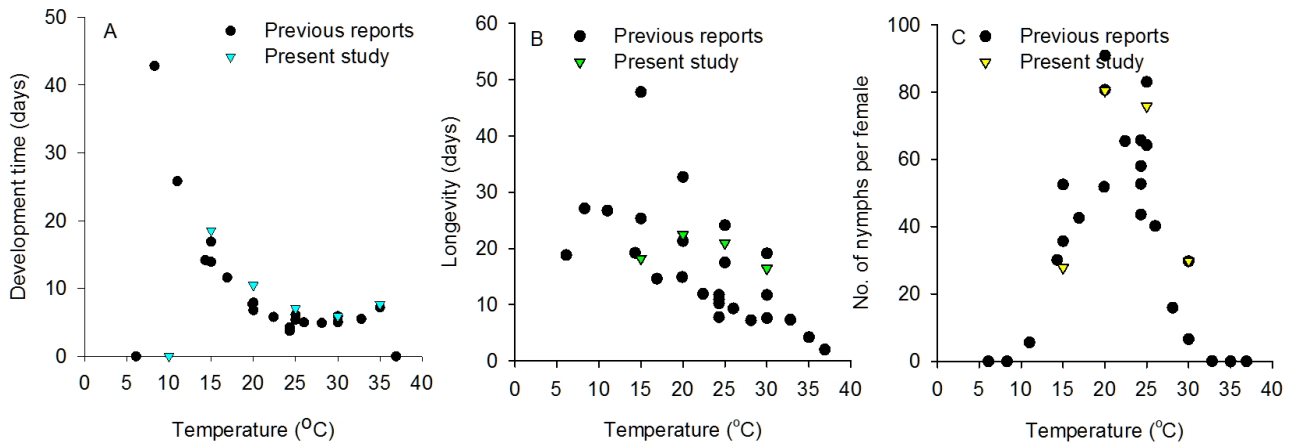 A
Previous reports
Present study
50
40
30
20
10
0
Development time (days)
0 5 10 15 20 25 30 35 40
Temperature (°C)
B
Previous reports
Present study
60
50
40
30
20
10
0
Longevity (days)
0 5 10 15 20 25 30 35 40
Temperature (°C)
C
Previous reports
Present study
100
80
60
40
20
0
No. of nymphs per female
0 5 10 15 20 25 30 35 40
Temperature (°C)